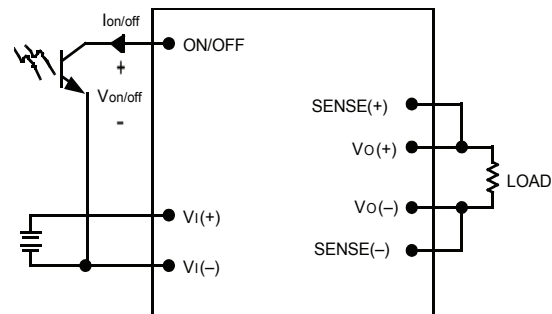 Ion/off
ON/OFF
+
Von/off
-
SENSE(+)
VO(+)
LOAD
VO(–)
VI(+)
SENSE(–)
VI(–)